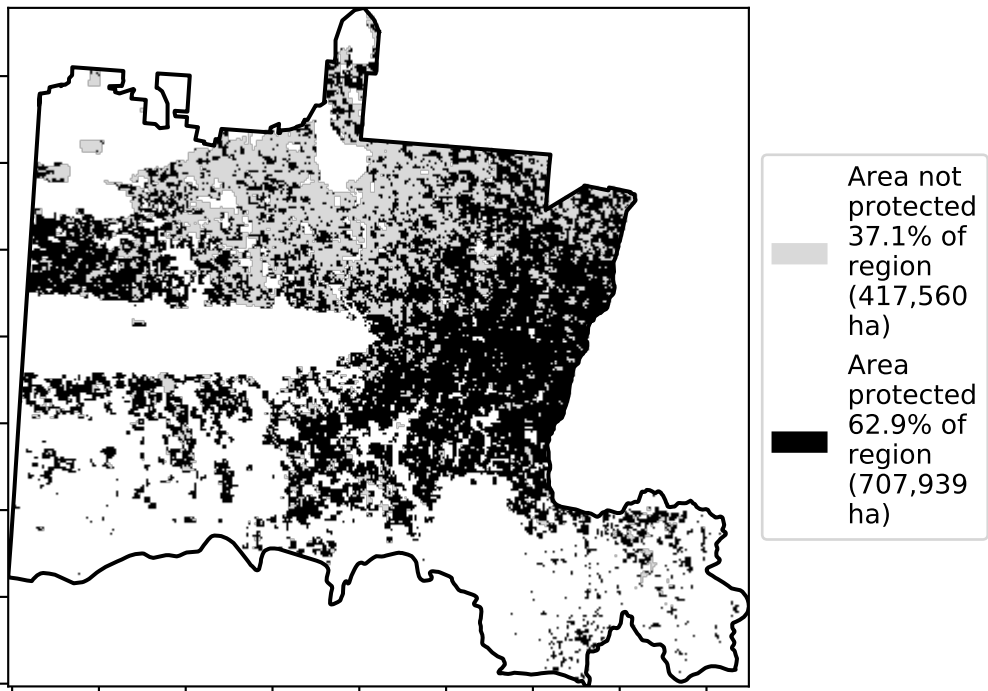 Area not
protected
37.1% of
region
(417,560
ha)
Area
protected
62.9% of
region
(707,939
ha)